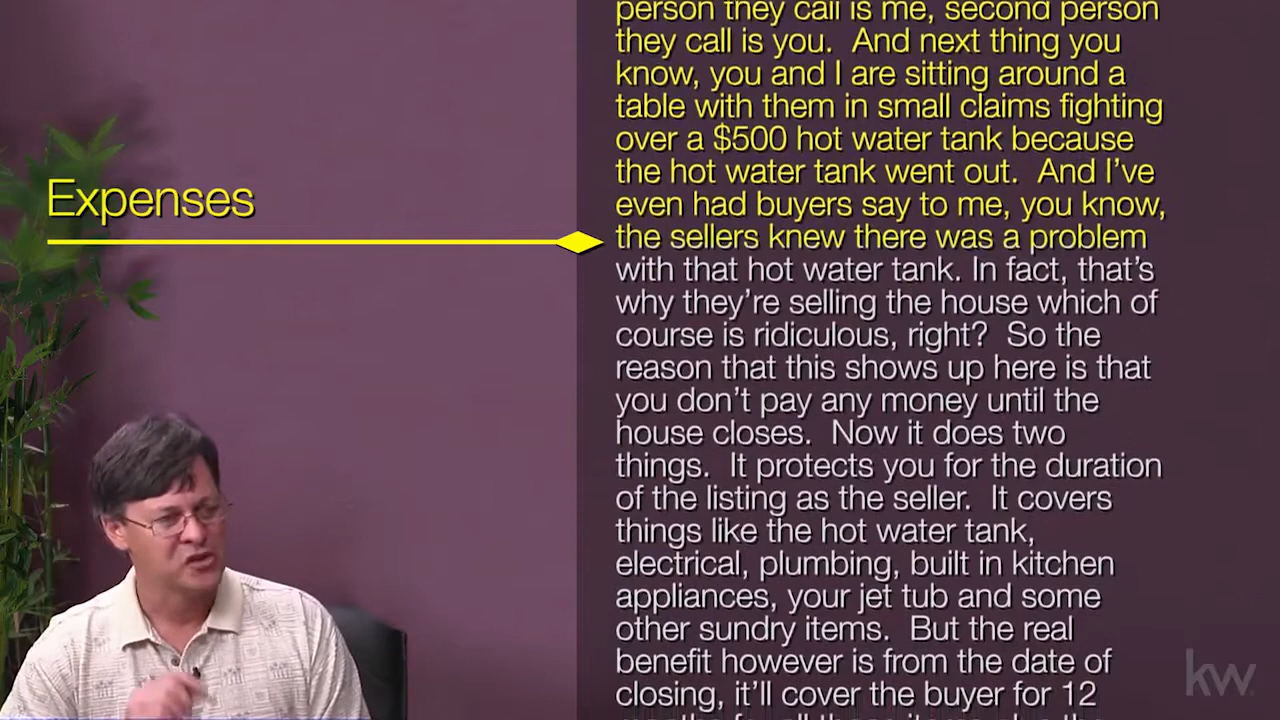 Expenses
person they call is me, second person
they call is you.  And next thing you
know, you and I are sitting around a
table with them in small claims fighting
over a $500 hot water tank because
the hot water tank went out.  And I've
even had buyers say to me, you know,
the sellers knew there was a problem
with that hot water tank. In fact, that's
why they're selling the house which of
course is ridiculous, right?  So the
reason that this shows up here is that
you don't pay any money until the
house closes.  Now it does two
things.  It protects you for the duration
of the listing as the seller.  It covers
things like the hot water tank,
electrical, plumbing, built in kitchen
appliances, your jet tub and some
other sundry items.  But the real
benefit however is from the date of
closing, it'll cover the buyer for 12
kw